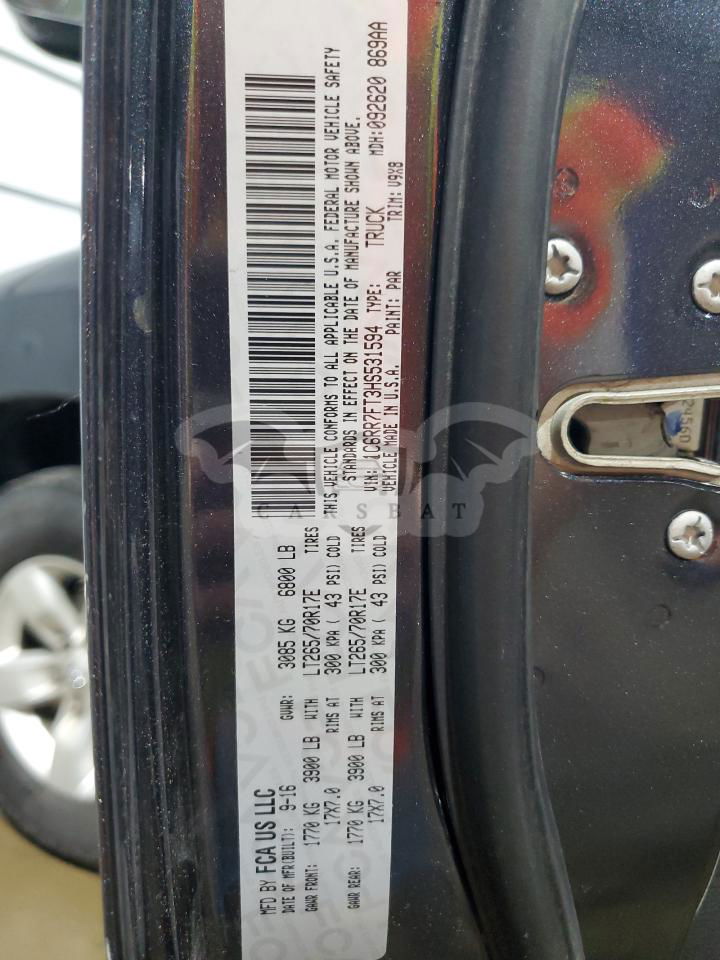 MFD BY FCA US LLC
DATE OF MFR(BUILT): 9-16 GVWR: 3085 KG 6800 LB
GAWR FRONT: 1770 KG 3900 LB WITH LT265/70R17E TIRES
17X7.0 RIMS AT 300 KPA ( 43 PSI) COLD
GAWR REAR: 1770 KG 3900 LB WITH LT265/70R17E TIRES
17X7.0 RIMS AT 300 KPA ( 43 PSI) COLD
THIS VEHICLE CONFORMS TO ALL APPLICABLE U.S.A. FEDERAL MOTOR VEHICLE SAFETY
STANDARDS IN EFFECT ON THE DATE OF MANUFACTURE SHOWN ABOVE.
VIN: 1C6RR7FT3HS531594 TYPE: TRUCK MDH:092620 869AA
VEHICLE MADE IN U.S.A. PAINT: PAR TRIM: V9X8
CARSBAT